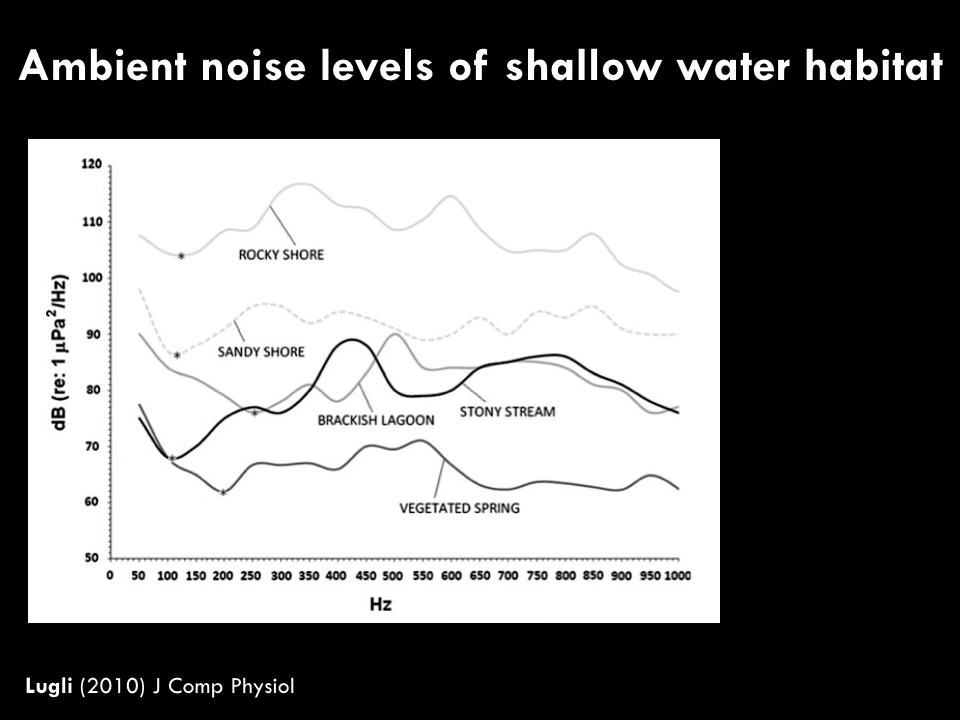 Ambient noise levels of shallow water habitat
120
110
100
90
80
70
60
50
dB (re: 1 µPa²/Hz)
ROCKY SHORE
*
SANDY SHORE
*
BRACKISH LAGOON
*
STONY STREAM
*
VEGETATED SPRING
*
0 50 100 150 200 250 300 350 400 450 500 550 600 650 700 750 800 850 900 950 1000
Hz
Lugli (2010) J Comp Physiol